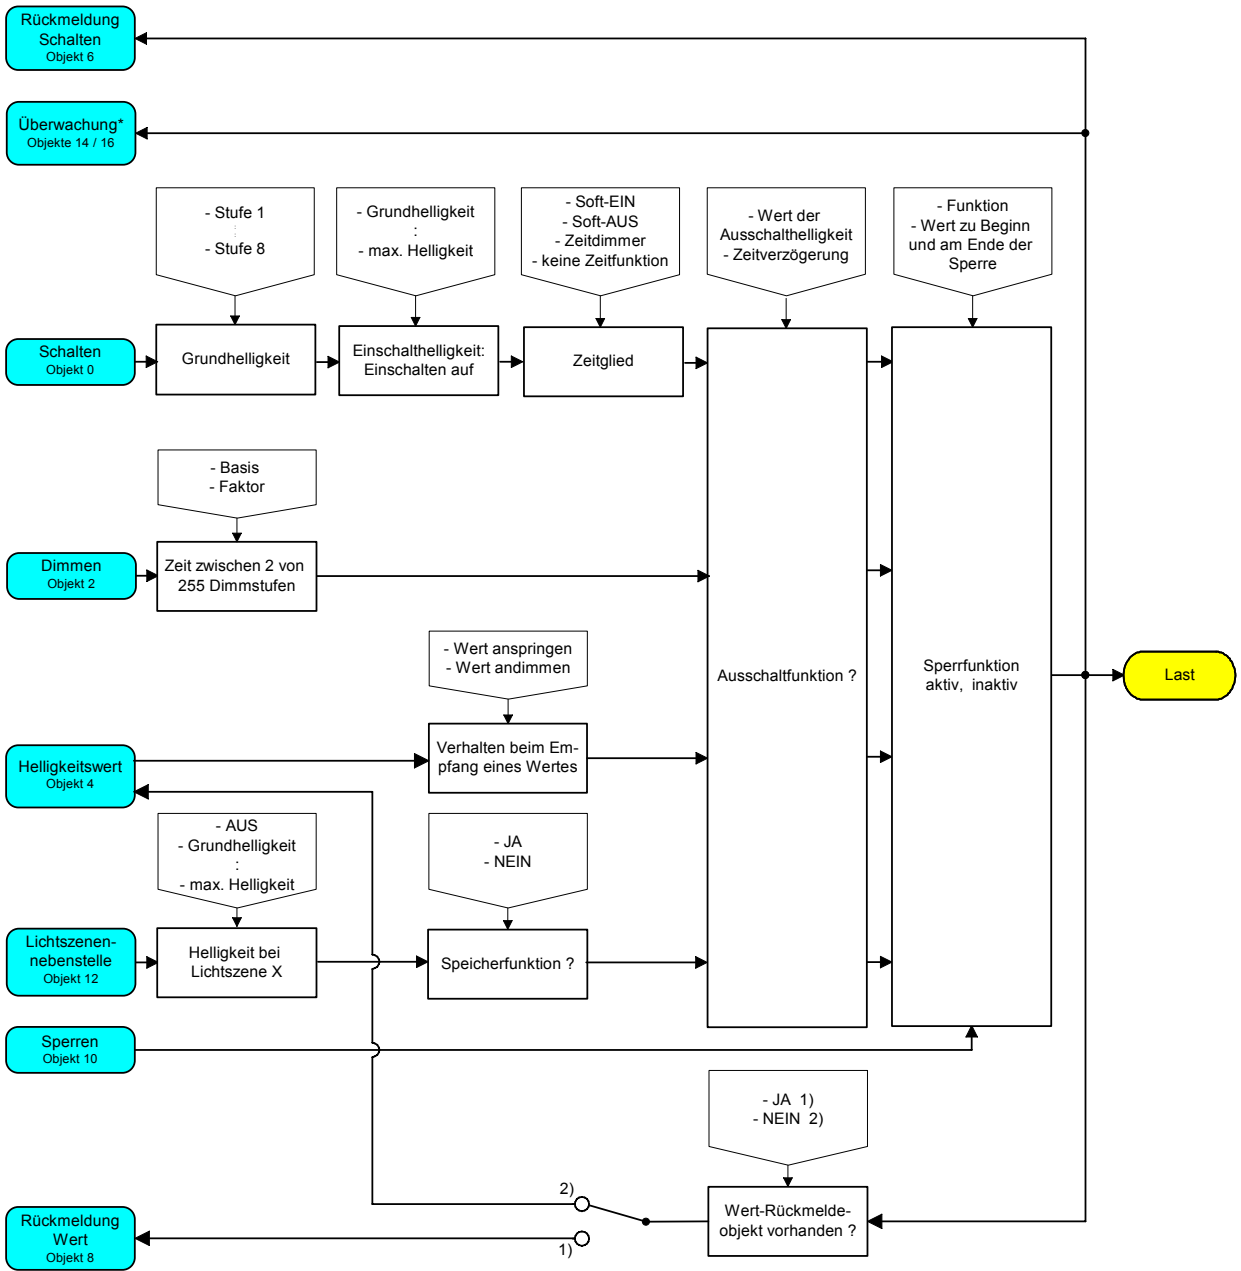 Rückmeldung
Schalten
Objekt 6
Überwachung*
Objekte 14 / 16
- Stufe 1
:
- Stufe 8
- Grundhelligkeit
:
- max. Helligkeit
- Soft-EIN
- Soft-AUS
- Zeitdimmer
- keine Zeitfunktion
- Wert der
Ausschalthelligkeit
- Zeitverzögerung
- Funktion
- Wert zu Beginn
und am Ende der
Sperre
Schalten
Objekt 0
Grundhelligkeit
Einschalthelligkeit:
Einschalten auf
Zeitglied
- Basis
- Faktor
Dimmen
Objekt 2
Zeit zwischen 2 von
255 Dimmstufen
- Wert anspringen
- Wert andimmen
Ausschaltfunktion ?
Sperrfunktion
aktiv, inaktiv
Last
Helligkeitswert
Objekt 4
Verhalten beim Em-
pfang eines Wertes
- AUS
- Grundhelligkeit
:
- max. Helligkeit
- JA
- NEIN
Lichtszenen-
nebenstelle
Objekt 12
Helligkeit bei
Lichtszene X
Speicherfunktion ?
Sperren
Objekt 10
- JA 1)
- NEIN 2)
2)
1)
Wert-Rückmelde-
objekt vorhanden ?
Rückmeldung
Wert
Objekt 8